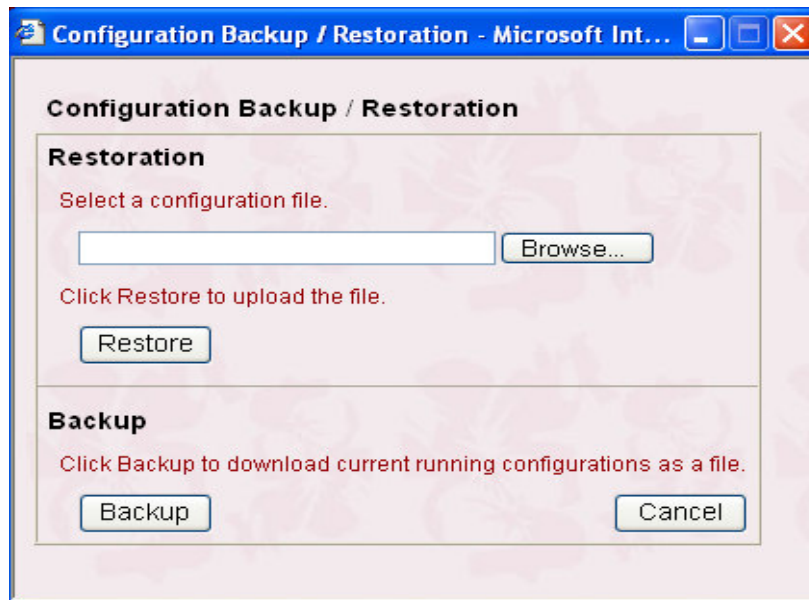 Configuration Backup / Restoration - Microsoft Int...
Configuration Backup / Restoration
Restoration
Select a configuration file.
Browse...
Click Restore to upload the file.
Restore
Backup
Click Backup to download current running configurations as a file.
Backup Cancel